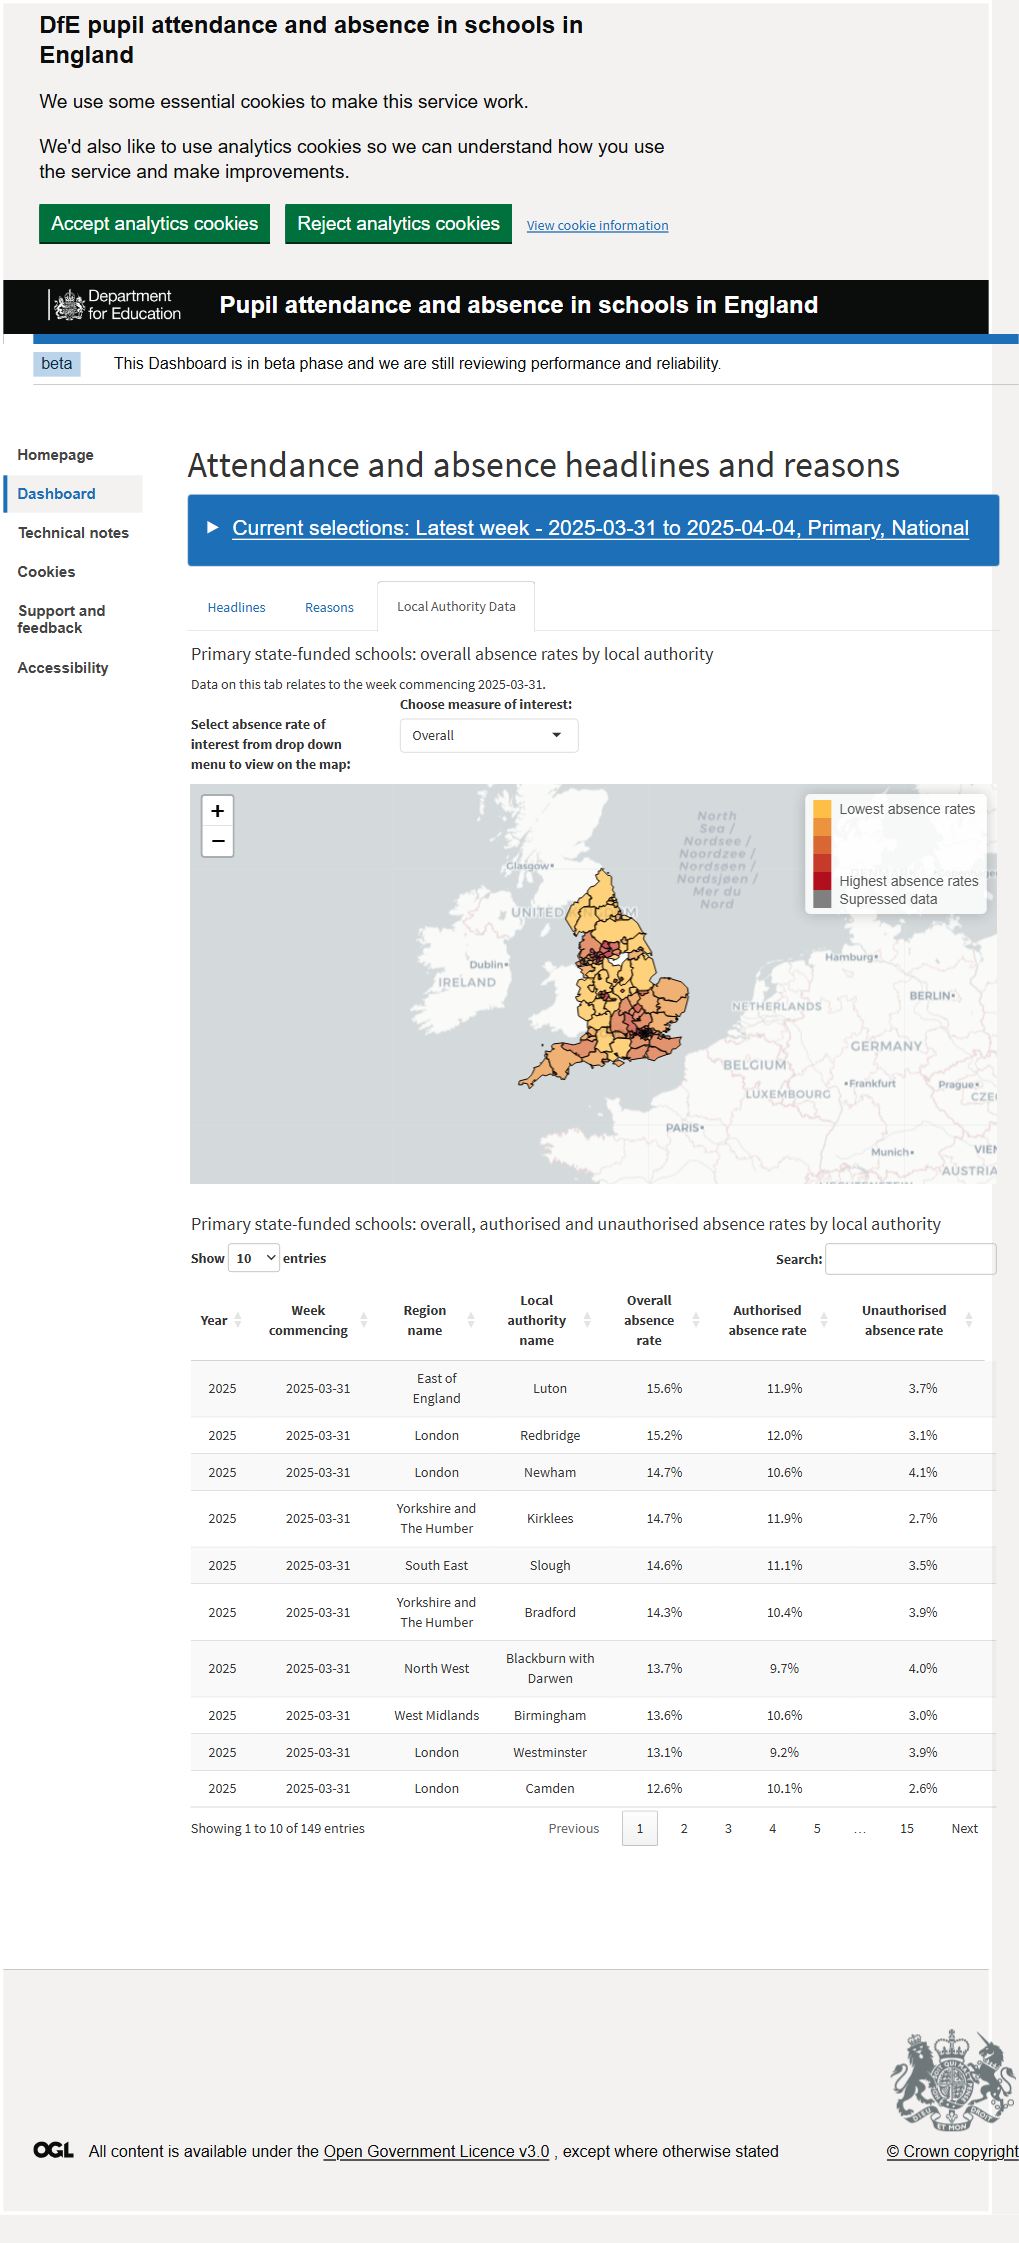 DfE pupil attendance and absence in schools in
England
We use some essential cookies to make this service work.
We'd also like to use analytics cookies so we can understand how you use
the service and make improvements.
Accept analytics cookies Reject analytics cookies View cookie information
Department
for Education
Pupil attendance and absence in schools in England
beta This Dashboard is in beta phase and we are still reviewing performance and reliability.
Homepage
Dashboard
Technical notes
Cookies
Support and
feedback
Accessibility
Attendance and absence headlines and reasons
Current selections: Latest week - 2025-03-31 to 2025-04-04, Primary, National
Headlines Reasons Local Authority Data
Primary state-funded schools: overall absence rates by local authority
Data on this tab relates to the week commencing 2025-03-31.
Select absence rate of
interest from drop down
menu to view on the map:
Choose measure of interest:
Overall
+
−
Lowest absence rates
Highest absence rates
Supressed data
North
Sea /
Nordsee /
Noordzee /
Nordsøen /
Nordsjøen /
Mer du
Nord
Glasgow
UNITED KINGDOM
Dublin
IRELAND
Hamburg
BERLIN
NETHERLANDS
GERMANY
BELGIUM
Frankfurt
Prague
LUXEMBOURG
CZE
PARIS
Munich
VIE
AUSTRIA
Primary state-funded schools: overall, authorised and unauthorised absence rates by local authority
Show 10 entries Search:
Year Week commencing Region name Local authority name Overall absence rate Authorised absence rate Unauthorised absence rate
2025 2025-03-31 East of England Luton 15.6% 11.9% 3.7%
2025 2025-03-31 London Redbridge 15.2% 12.0% 3.1%
2025 2025-03-31 London Newham 14.7% 10.6% 4.1%
2025 2025-03-31 Yorkshire and The Humber Kirklees 14.7% 11.9% 2.7%
2025 2025-03-31 South East Slough 14.6% 11.1% 3.5%
2025 2025-03-31 Yorkshire and The Humber Bradford 14.3% 10.4% 3.9%
2025 2025-03-31 North West Blackburn with Darwen 13.7% 9.7% 4.0%
2025 2025-03-31 West Midlands Birmingham 13.6% 10.6% 3.0%
2025 2025-03-31 London Westminster 13.1% 9.2% 3.9%
2025 2025-03-31 London Camden 12.6% 10.1% 2.6%
Showing 1 to 10 of 149 entries Previous 1 2 3 4 5 … 15 Next
OGL All content is available under the Open Government Licence v3.0 , except where otherwise stated
© Crown copyright